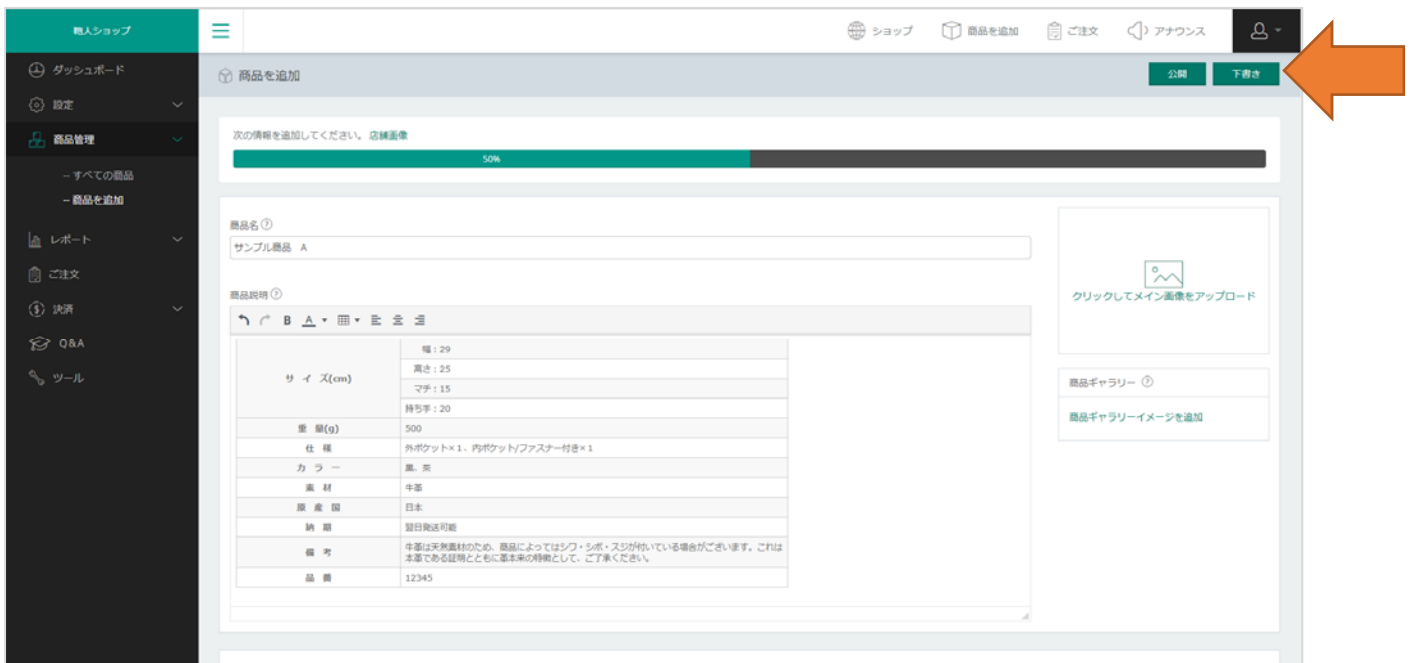 職人ショップ
ショップ
商品を追加
ご注文
アナウンス
ダッシュボード
設定
商品管理
-- すべての商品
-- 商品を追加
レポート
ご注文
決済
Q&A
ツール
商品を追加
公開
下書き
次の情報を追加してください。 店舗画像
50%
商品名
サンプル商品　A
商品説明
B A
サ イ ズ(cm)
幅：29
高さ：25
マチ：15
持ち手：20
重 量(g) 500
仕 様 外ポケット×１、内ポケット/ファスナー付き×１
カ ラ ー 黒、茶
素 材 牛革
原 産 国 日本
納 期 翌日発送可能
備 考 牛革は天然素材のため、商品によってはシワ・シボ・スジが付いている場合がございます。これは
本革である証明とともに革本来の特徴として、ご了承ください。
品 番 12345
クリックしてメイン画像をアップロード
商品ギャラリー
商品ギャラリーイメージを追加